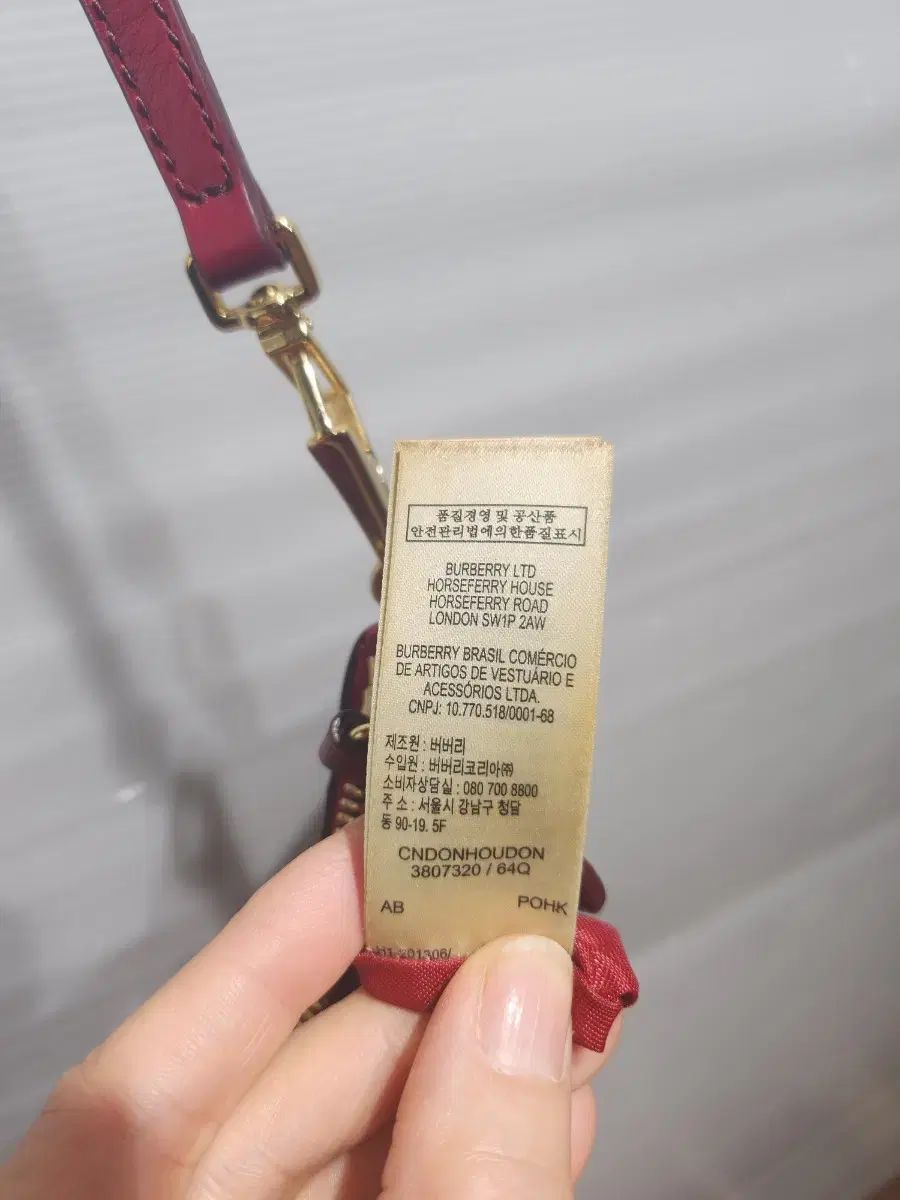 품질경영 및 공산품
안전관리법에의한품질표시
BURBERRY LTD
HORSEFERRY HOUSE
HORSEFERRY ROAD
LONDON SW1P 2AW
BURBERRY BRASIL COMÉRCIO
DE ARTIGOS DE VESTUÁRIO E
ACESSÓRIOS LTDA.
CNPJ: 10.770.518/0001-68
제조원 : 버버리
수입원 : 버버리코리아㈜
소비자상담실 : 080 700 8800
주 소 : 서울시 강남구 청담
동 90-19. 5F
CNDONHOUDON
3807320 / 64Q
AB
POHK
201306/